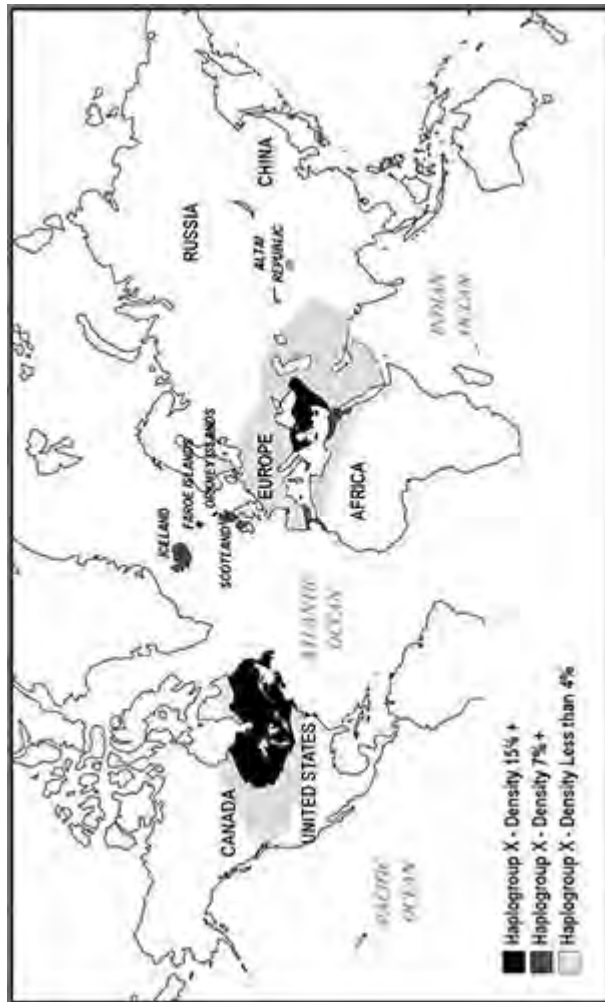 ICELAND
FAROE ISLANDS
ORKNEY ISLANDS
SCOTLAND
RUSSIA
ALTAI
REPUBLIC
CHINA
EUROPE
AFRICA
CANADA
UNITED STATES
ATLANTIC
OCEAN
PACIFIC
OCEAN
INDIAN
OCEAN
Haplogroup X - Density 15% +
Haplogroup X - Density 7% +
Haplogroup X - Density Less than 4%